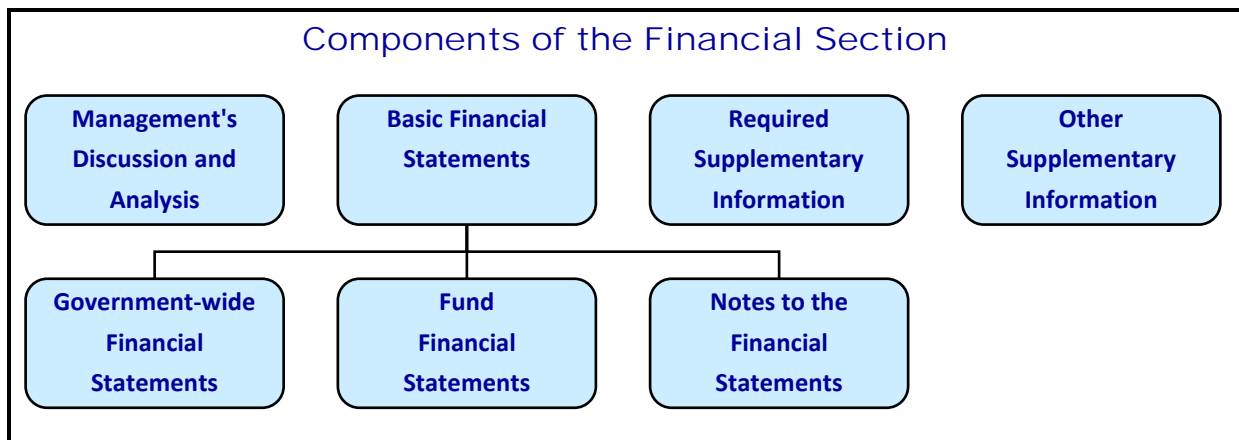 Components of the Financial Section
Management's
Discussion and
Analysis
Basic Financial
Statements
Required
Supplementary
Information
Other
Supplementary
Information
Government-wide
Financial
Statements
Fund
Financial
Statements
Notes to the
Financial
Statements